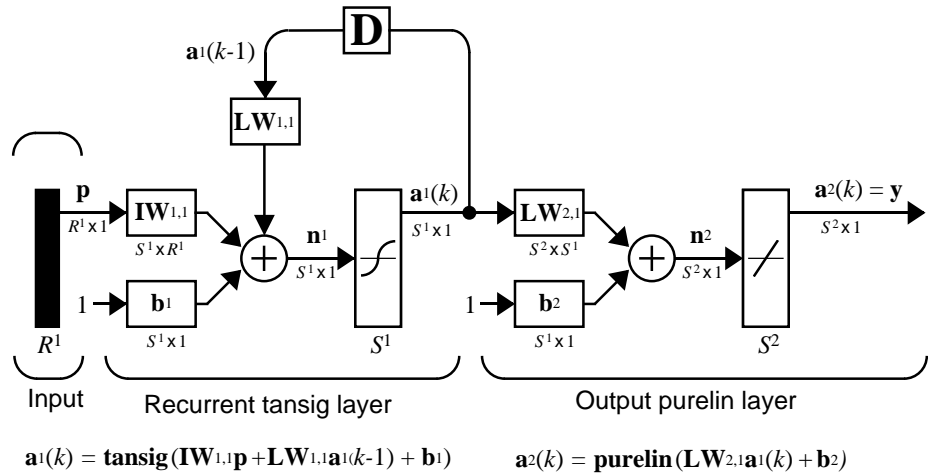 D
a1(k-1)
LW1,1
p
a1(k)
a2(k) = y
IW1,1
LW2,1
R1 x 1
n1
S1 x 1
n2
S2 x 1
S1 x R1
S1 x 1
S2 x S1
S2 x 1
1
b1
1
b2
S1 x 1
S1 x 1
R1
S1
S2
Input
Recurrent tansig layer
Output purelin layer
a1(k) = tansig(IW1,1p +LW1,1a1(k-1) + b1)
a2(k) = purelin(LW2,1a1(k) + b2)